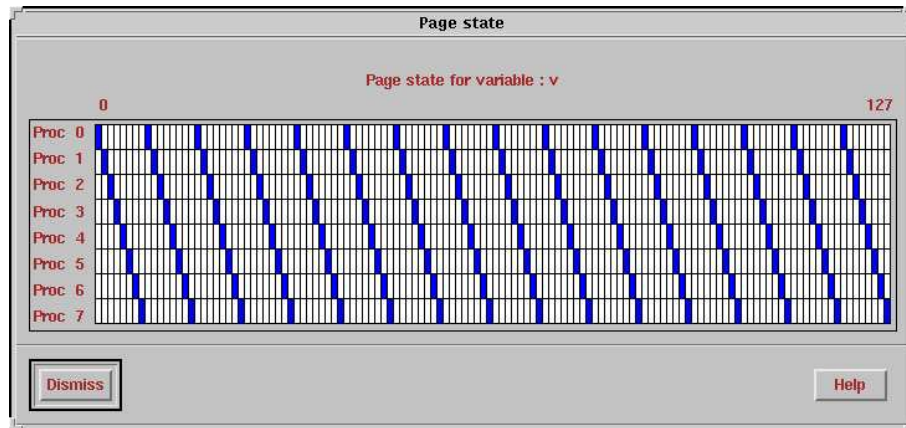 Page state
Page state for variable : v
0 127
Proc 0
Proc 1
Proc 2
Proc 3
Proc 4
Proc 5
Proc 6
Proc 7
Dismiss Help